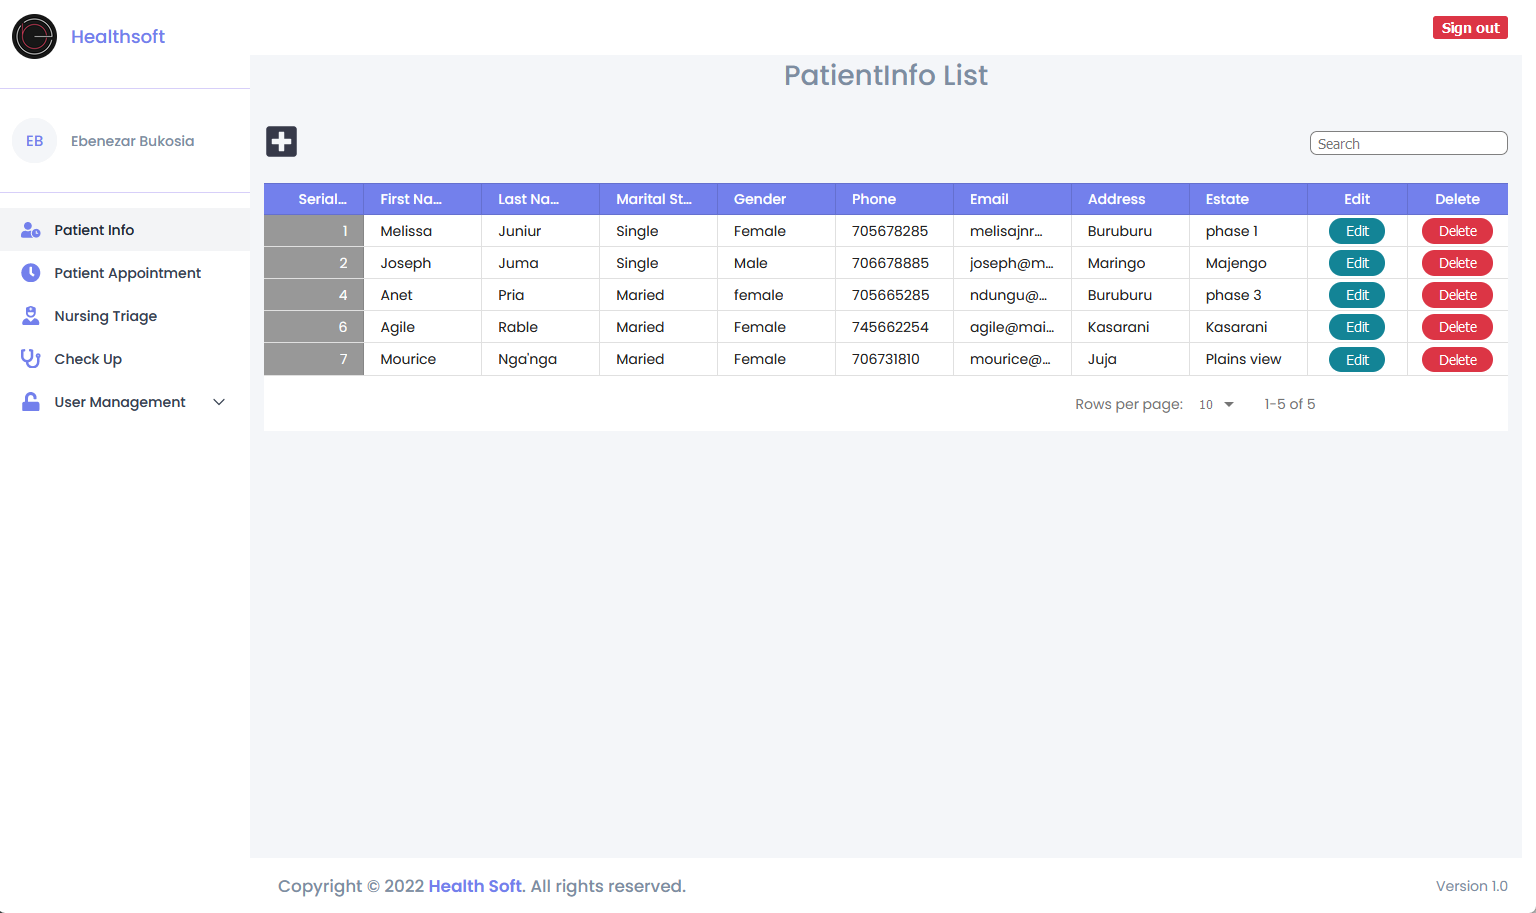 Healthsoft
Sign out
PatientInfo List
EB Ebenezar Bukosia
Search
Patient Info
Patient Appointment
Nursing Triage
Check Up
User Management
Serial... First Na... Last Na... Marital St... Gender Phone Email Address Estate Edit Delete
1 Melissa Juniur Single Female 705678285 melisajnr... Buruburu phase 1 Edit Delete
2 Joseph Juma Single Male 706678885 joseph@m... Maringo Majengo Edit Delete
4 Anet Pria Maried female 705665285 ndungu@... Buruburu phase 3 Edit Delete
6 Agile Rable Maried Female 745662254 agile@mai... Kasarani Kasarani Edit Delete
7 Mourice Nga'nga Maried Female 706731810 mourice@... Juja Plains view Edit Delete
Rows per page: 10 1-5 of 5
Copyright © 2022 Health Soft. All rights reserved.
Version 1.0